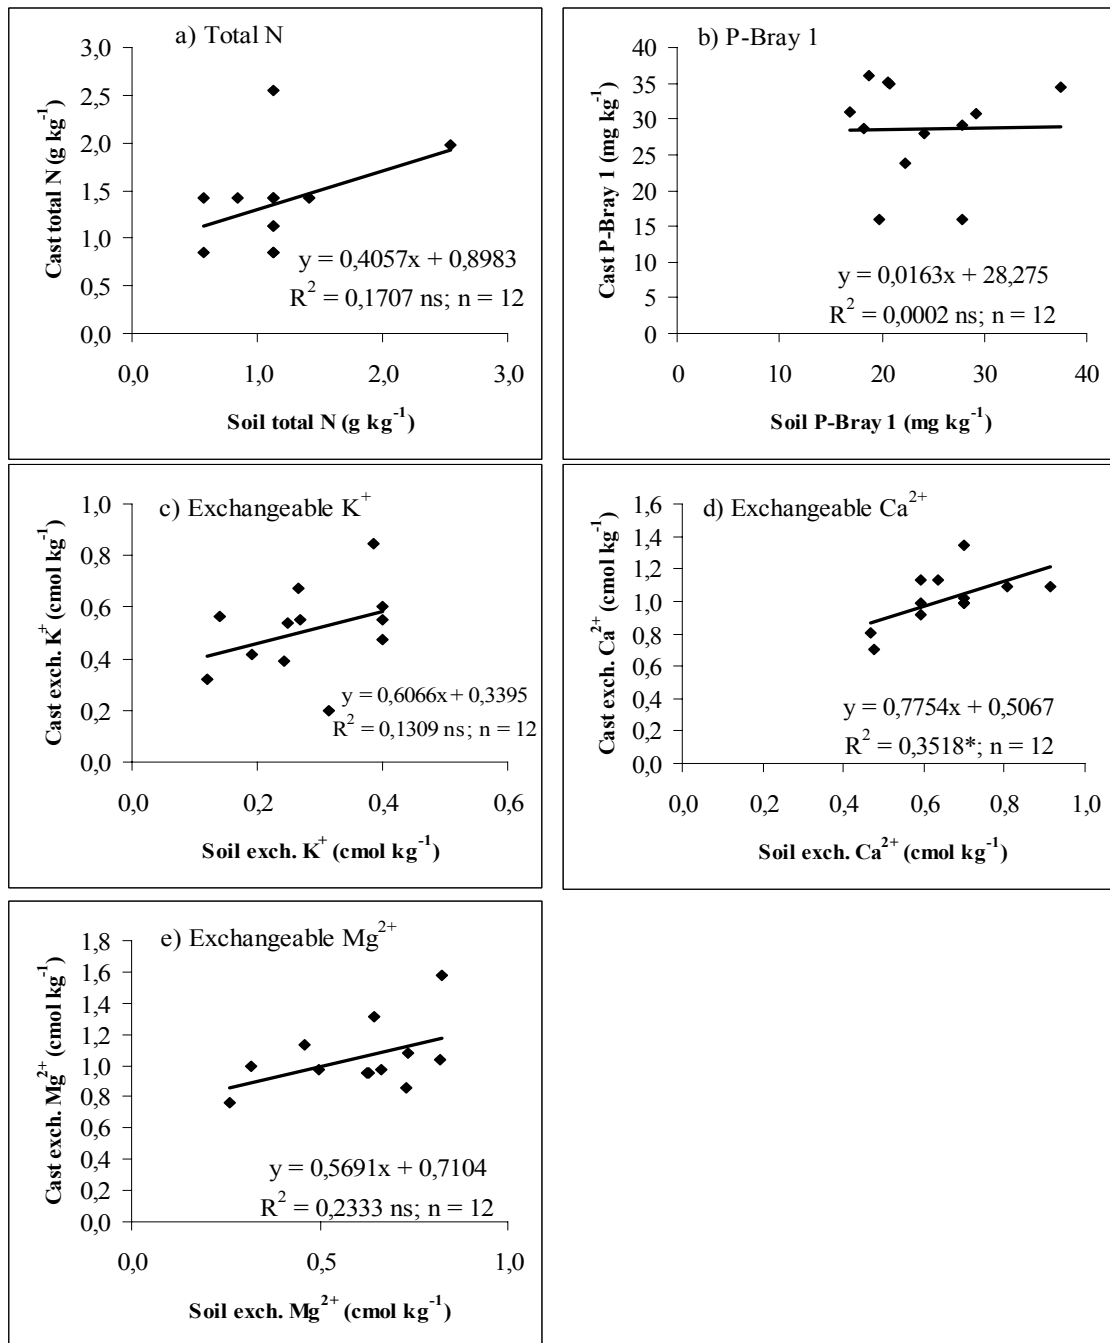 a) Total N
3,0
2,5
2,0
1,5
1,0
0,5
0,0
Cast total N (g kg⁻¹)
y = 0,4057x + 0,8983
R² = 0,1707 ns; n = 12
0,0 1,0 2,0 3,0
Soil total N (g kg⁻¹)
b) P-Bray 1
40
35
30
25
20
15
10
5
0
Cast P-Bray 1 (mg kg⁻¹)
y = 0,0163x + 28,275
R² = 0,0002 ns; n = 12
0 20 40
Soil P-Bray 1 (mg kg⁻¹)
c) Exchangeable K⁺
1,0
0,8
0,6
0,4
0,2
0,0
Cast exch. K⁺ (cmol kg⁻¹)
y = 0,6066x + 0,3395
R² = 0,1309 ns; n = 12
0,0 0,2 0,4 0,6
Soil exch. K⁺ (cmol kg⁻¹)
d) Exchangeable Ca²⁺
1,6
1,4
1,2
1,0
0,8
0,6
0,4
0,2
0,0
Cast exch. Ca²⁺ (cmol kg⁻¹)
y = 0,7754x + 0,5067
R² = 0,3518*; n = 12
0,0 0,2 0,4 0,6 0,8 1,0
Soil exch. Ca²⁺ (cmol kg⁻¹)
e) Exchangeable Mg²⁺
1,8
1,6
1,4
1,2
1,0
0,8
0,6
0,4
0,2
0,0
Cast exch. Mg²⁺ (cmol kg⁻¹)
y = 0,5691x + 0,7104
R² = 0,2333 ns; n = 12
0,0 0,5 1,0
Soil exch. Mg²⁺ (cmol kg⁻¹)